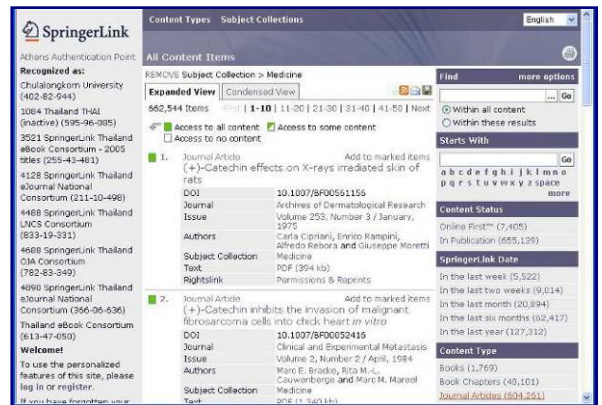 SpringerLink
Athens Authentication Point
Recognized as:
Chulalongkorn University
(402-82-944)
1084 Thailand THAI
(inactive) (595-96-085)
3521 SpringerLink Thailand
eBook Consortium - 2005
titles (255-43-481)
4128 SpringerLink Thailand
eJournal National
Consortium (211-10-498)
4488 SpringerLink Thailand
LNCS Consortium
(833-19-331)
4688 SpringerLink Thailand
OJA Consortium
(782-83-349)
4890 SpringerLink Thailand
eJournal National
Consortium (366-06-636)
Thailand eBook Consortium
(613-47-050)
Welcome!
To use the personalized
features of this site, please
log in or register.
If you have forgotten your
Content Types Subject Collections
English
All Content Items
REMOVE Subject Collection > Medicine
Expanded View Condensed View
662,544 Items First | 1-10 | 11-20 | 21-30 | 31-40 | 41-50 | Next
Access to all content Access to some content
Access to no content
1. Journal Article Add to marked items
(+)-Catechin effects on X-rays irradiated skin of
rats
DOI 10.1007/BF00561156
Journal Archives of Dermatological Research
Issue Volume 253, Number 3 / January,
1975
Authors Carla Cipriani, Enrico Rampini,
Alfredo Rebora and Giuseppe Moretti
Subject Collection Medicine
Text PDF (394 kb)
Rightslink Permissions & Reprints
2. Journal Article Add to marked items
(+)-Catechin inhibits the invasion of malignant
fibrosarcoma cells into chick heart in vitro
DOI 10.1007/BF00052416
Journal Clinical and Experimental Metastasis
Issue Volume 2, Number 2 / April, 1984
Authors Marc E. Bracke, Rita M.-L.
Cauwenberge and Marc M. Mareel
Subject Collection Medicine
Text PDF (1,340 kb)
Find more options
... Go
Within all content
Within these results
Starts With
Go
a b c d e f g h i j k l m n o
p q r s t u v w x y z space
more
Content Status
Online First™ (7,405)
In Publication (655,139)
SpringerLink Date
In the last week (5,522)
In the last two weeks (9,014)
In the last month (20,894)
In the last six months (62,417)
In the last year (127,312)
Content Type
Books (1,769)
Book Chapters (40,101)
Journal Articles (604,261)